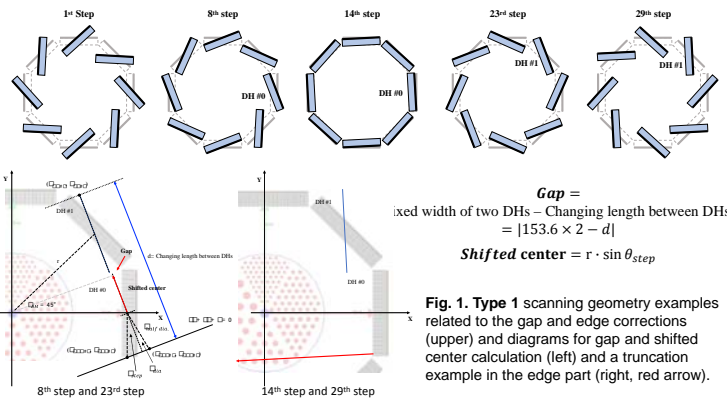 1st Step
8th step
14th step
23rd step
29th step
DH #0
DH #0
DH #1
DH #1
Y
DH #1
Gap
d= Changing length between DHs
r
DH #0
Shifted center
= 45°
X
= 0
8th step and 23rd step
Y
DH #1
DH #0
X
14th step and 29th step
Gap =
ixed width of two DHs – Changing length between DHs
= |153.6 × 2 − d|
Shifted center = r · sin θstep
Fig. 1. Type 1 scanning geometry examples
related to the gap and edge corrections
(upper) and diagrams for gap and shifted
center calculation (left) and a truncation
example in the edge part (right, red arrow).